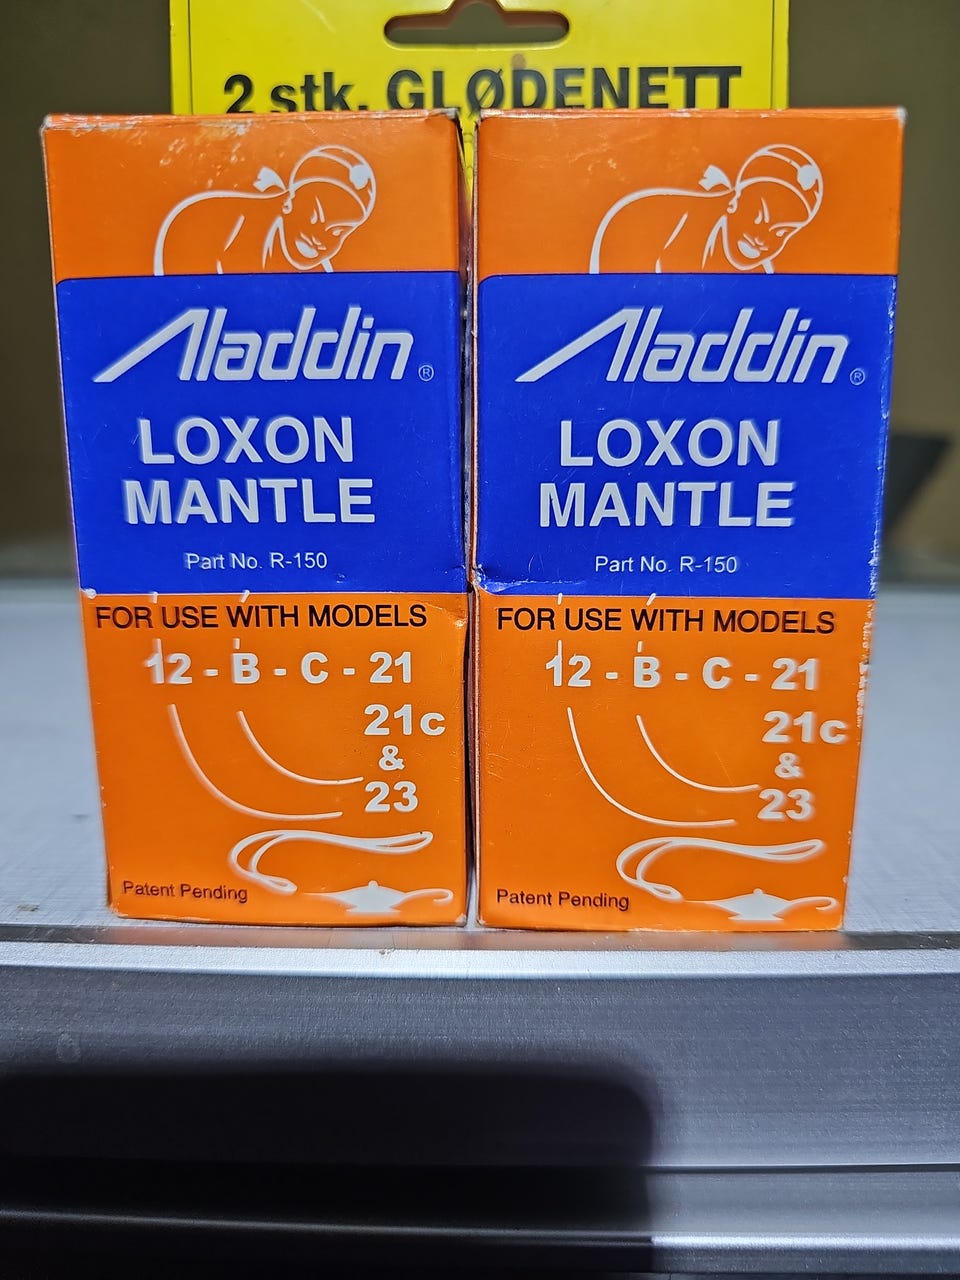 2 stk. GLØDENETT
Aladdin®
LOXON
MANTLE
Part No. R-150
FOR USE WITH MODELS
12 - B - C - 21
21c
&
23
Patent Pending
Aladdin®
LOXON
MANTLE
Part No. R-150
FOR USE WITH MODELS
12 - B - C - 21
21c
&
23
Patent Pending